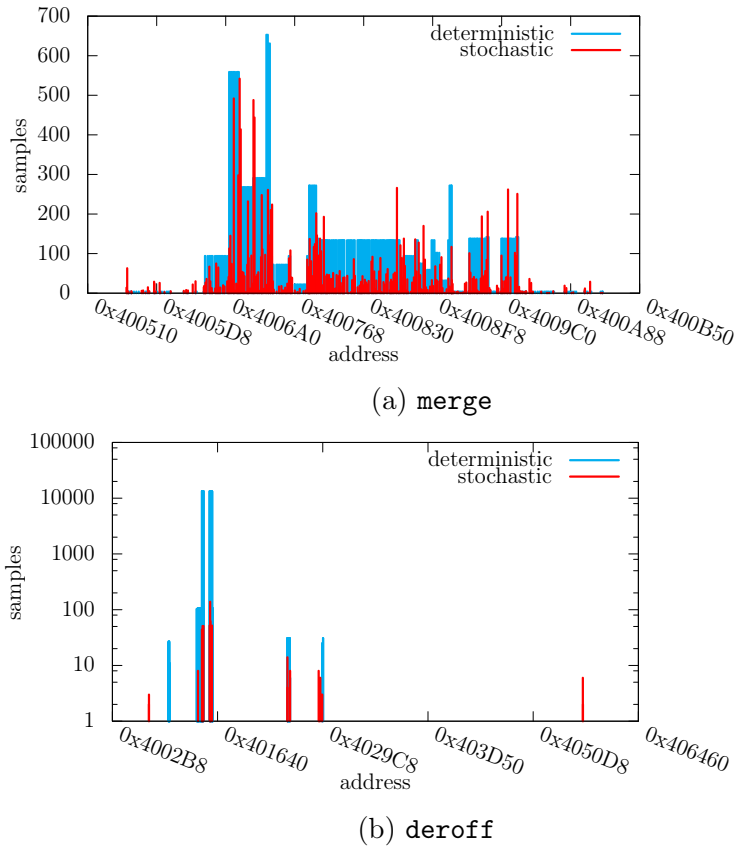 700
600
500
400
300
200
100
0
samples
deterministic
stochastic
0x400510
0x4005D8
0x4006A0
0x400768
0x400830
0x4008F8
0x4009C0
0x400A88
0x400B50
address
(a) merge
100000
10000
1000
100
10
1
samples
deterministic
stochastic
0x4002B8
0x401640
0x4029C8
0x403D50
0x4050D8
0x406460
address
(b) deroff